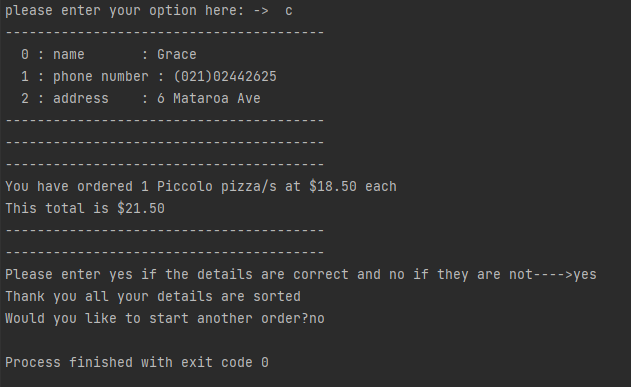 please enter your option here: ->  c
----------------------------------------
  0 : name       : Grace
  1 : phone number : (021)02442625
  2 : address    : 6 Mataroa Ave
----------------------------------------
----------------------------------------
----------------------------------------
You have ordered 1 Piccolo pizza/s at $18.50 each
This total is $21.50
----------------------------------------
----------------------------------------
Please enter yes if the details are correct and no if they are not---->yes
Thank you all your details are sorted
Would you like to start another order?no
Process finished with exit code 0